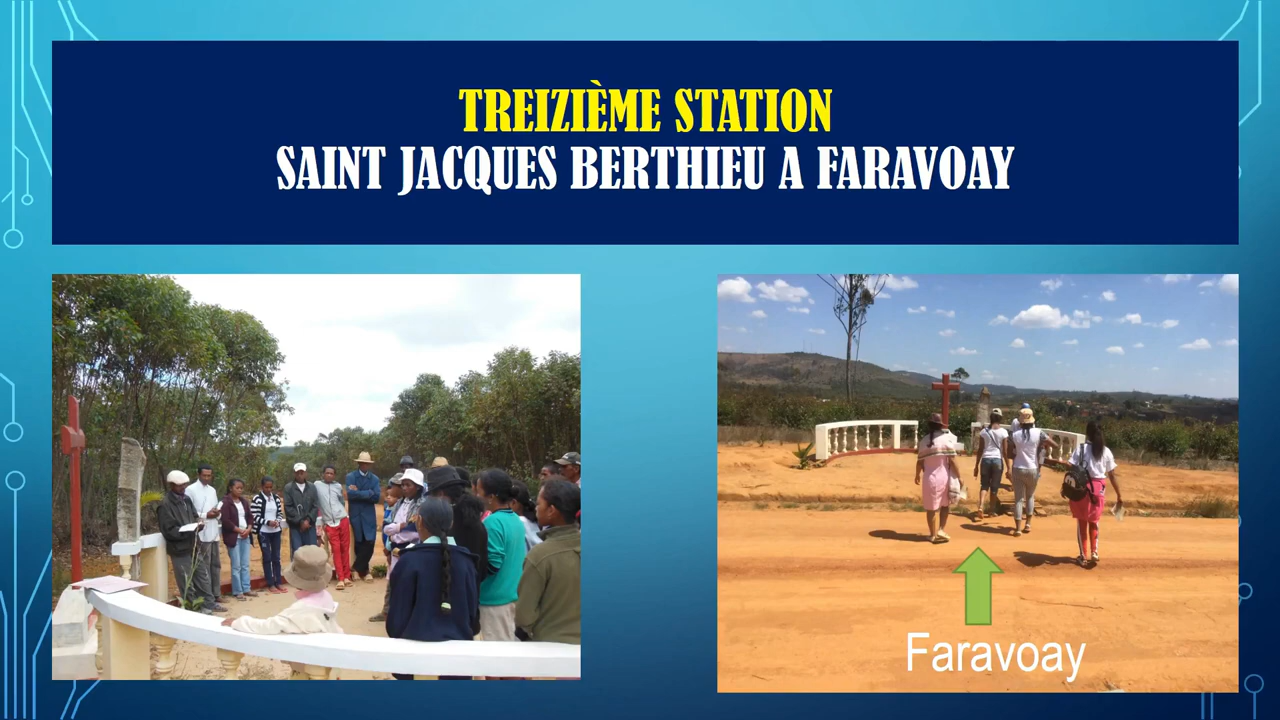 TREIZIÈME STATION
SAINT JACQUES BERTHIEU A FARAVOAY
Faravoay